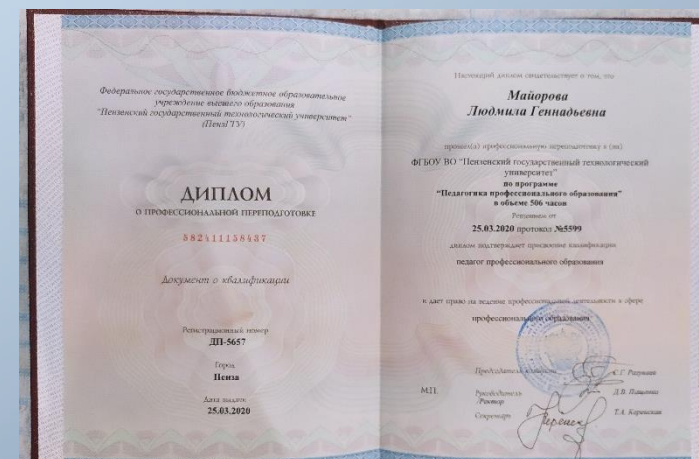 Федеральное государственное бюджетное образовательное
учреждение высшего образования
"Пензенский государственный технологический университет"
(ПензГТУ)
ДИПЛОМ
О ПРОФЕССИОНАЛЬНОЙ ПЕРЕПОДГОТОВКЕ
582411158437
Документ о квалификации
Регистрационный номер
ДП-5657
Город
Пенза
Дата выдачи
25.03.2020
Настоящий диплом свидетельствует о том, что
Майорова
Людмила Геннадьевна
прошел(а) профессиональную переподготовку в (на)
ФГБОУ ВО "Пензенский государственный технологический
университет"
по программе
"Педагогика профессионального образования"
в объеме 506 часов
Решением от
25.03.2020 протокол №5599
диплом подтверждает присвоение квалификации
педагог профессионального образования
и дает право на ведение профессиональной деятельности в сфере
профессионального образования
Председатель комиссии С.Г.
М.П. Руководитель Д.В.
/Ректор
Секретарь Т.А.